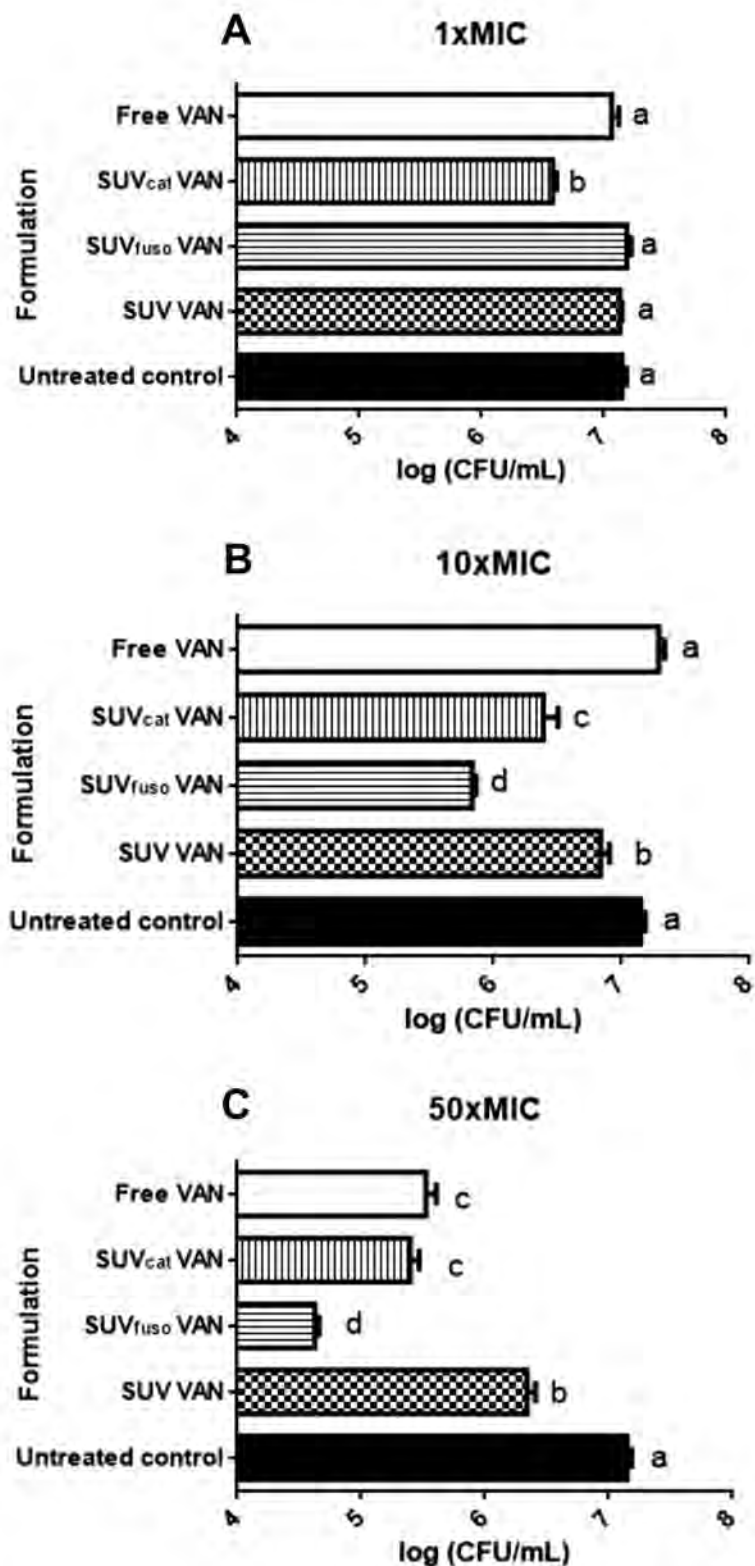 A
1xMIC
Formulation
Free VAN
a
SUVcat VAN
b
SUVfuso VAN
a
SUV VAN
a
Untreated control
a
4 5 6 7 8
log (CFU/mL)
B
10xMIC
Formulation
Free VAN
a
SUVcat VAN
c
SUVfuso VAN
d
SUV VAN
b
Untreated control
a
4 5 6 7 8
log (CFU/mL)
C
50xMIC
Formulation
Free VAN
c
SUVcat VAN
c
SUVfuso VAN
d
SUV VAN
b
Untreated control
a
4 5 6 7 8
log (CFU/mL)